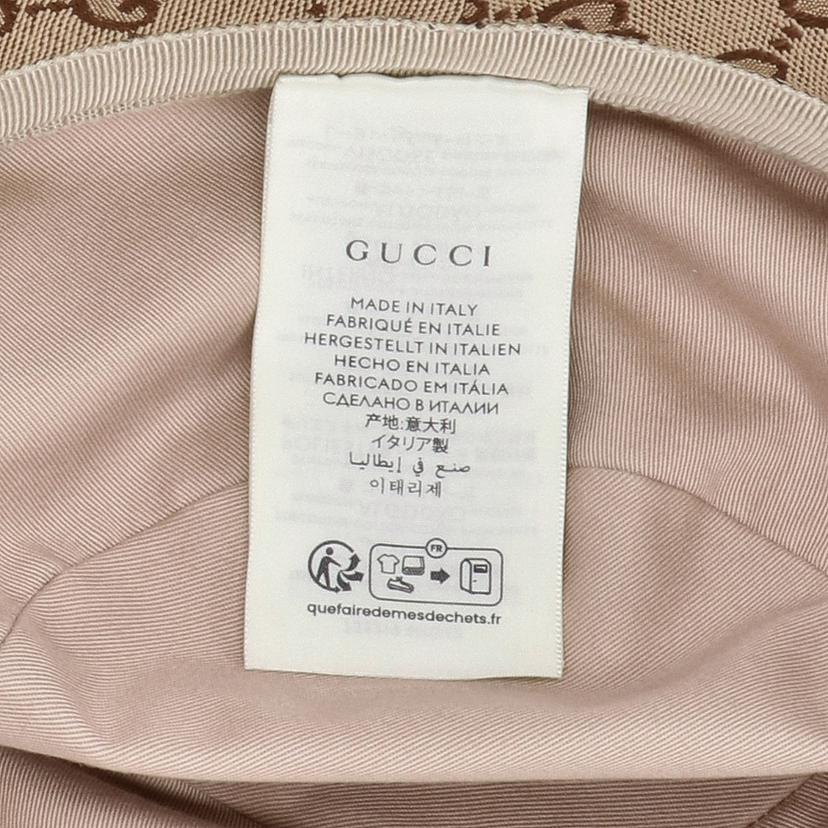 GUCCI
MADE IN ITALY
FABRIQUÉ EN ITALIE
HERGESTELLT IN ITALIEN
HECHO EN ITALIA
FABRICADO EM ITÁLIA
СДЕЛАНО В ИТАЛИИ
产地:意大利
イタリア製
صنع في إيطاليا
이태리제
FR
quefairedemesdechets.fr